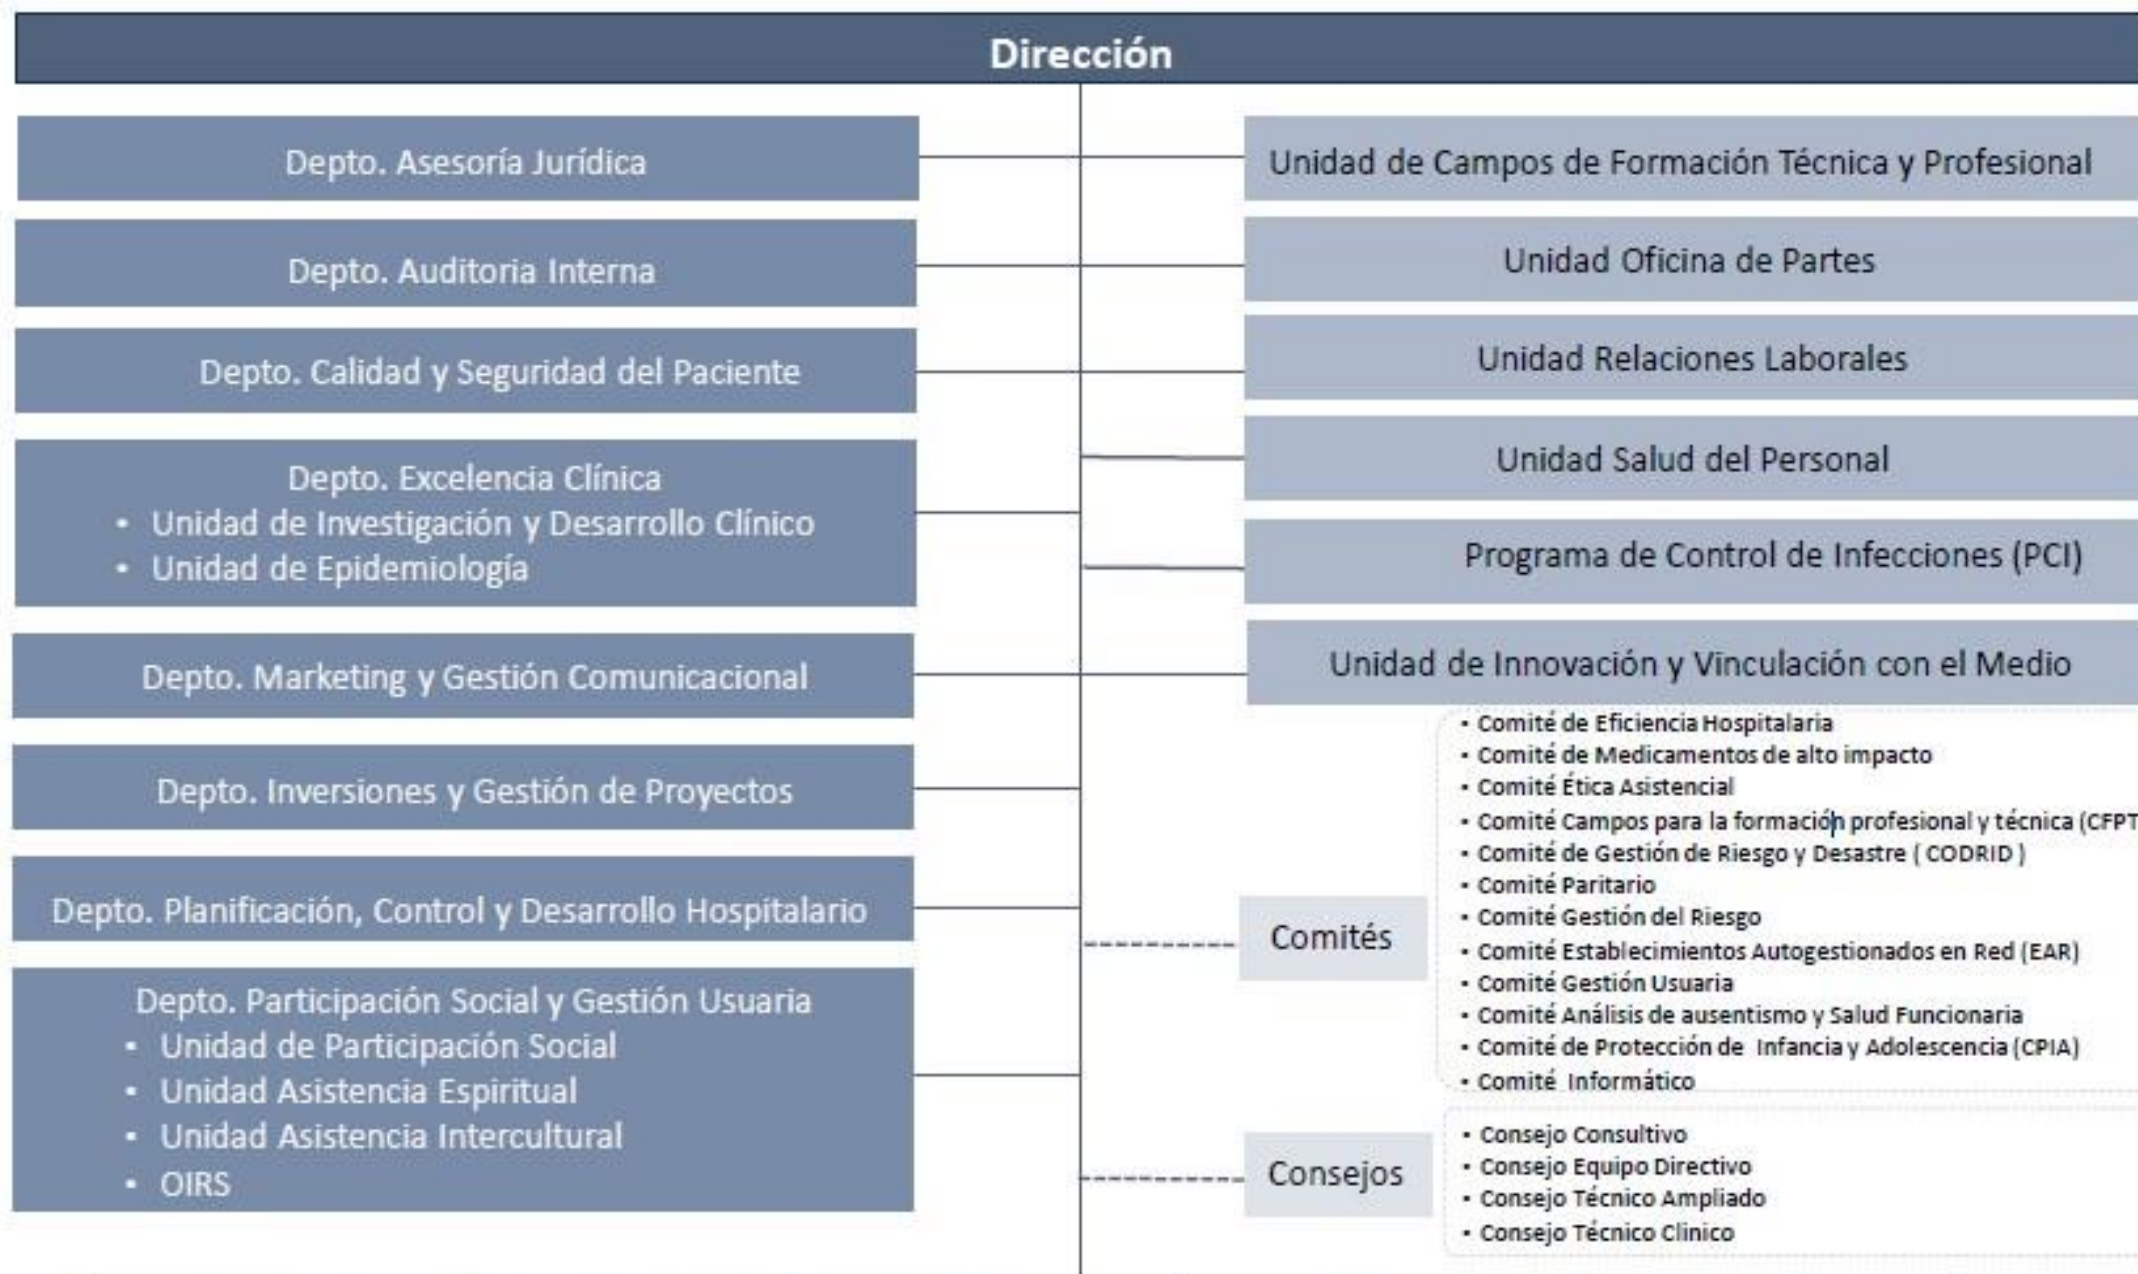 Dirección
Depto. Asesoría Jurídica
Depto. Auditoria Interna
Depto. Calidad y Seguridad del Paciente
Depto. Excelencia Clínica
• Unidad de Investigación y Desarrollo Clínico
• Unidad de Epidemiología
Depto. Marketing y Gestión Comunicacional
Depto. Inversiones y Gestión de Proyectos
Depto. Planificación, Control y Desarrollo Hospitalario
Depto. Participación Social y Gestión Usuaria
• Unidad de Participación Social
• Unidad Asistencia Espiritual
• Unidad Asistencia Intercultural
• OIRS
Unidad de Campos de Formación Técnica y Profesional
Unidad Oficina de Partes
Unidad Relaciones Laborales
Unidad Salud del Personal
Programa de Control de Infecciones (PCI)
Unidad de Innovación y Vinculación con el Medio
Comités
• Comité de Eficiencia Hospitalaria
• Comité de Medicamentos de alto impacto
• Comité Ética Asistencial
• Comité Campos para la formación profesional y técnica (CFPT
• Comité de Gestión de Riesgo y Desastre ( CODRID )
• Comité Paritario
• Comité Gestión del Riesgo
• Comité Establecimientos Autogestionados en Red (EAR)
• Comité Gestión Usuaria
• Comité Análisis de ausentismo y Salud Funcionaria
• Comité de Protección de Infancia y Adolescencia (CPIA)
• Comité Informático
Consejos
• Consejo Consultivo
• Consejo Equipo Directivo
• Consejo Técnico Ampliado
• Consejo Técnico Clinico